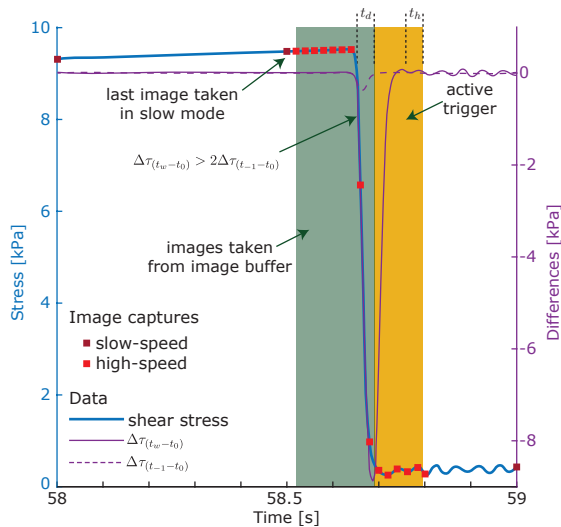 t_d
t_h
10
8
6
4
2
0
Stress [kPa]
last image taken
in slow mode
Δτ_(t_w−t_0) > 2Δτ_(t_−1−t_0)
images taken
from image buffer
active
trigger
Image captures
slow-speed
high-speed
Data
shear stress
Δτ_(t_w−t_0)
Δτ_(t_−1−t_0)
0
-2
-4
-6
-8
Differences [kPa]
58
58.5
59
Time [s]